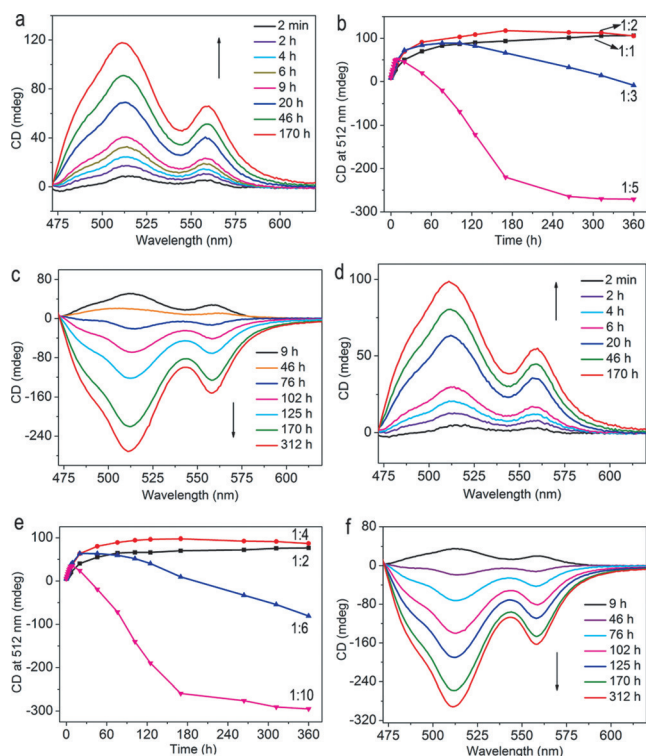 a
120
80
40
0
CD (mdeg)
2 min
2 h
4 h
6 h
9 h
20 h
46 h
170 h
475 500 525 550 575 600
Wavelength (nm)
b
100
0
-100
-200
-300
CD at 512 nm (mdeg)
1:2
1:1
1:3
1:5
0 60 120 180 240 300 360
Time (h)
c
80
0
-80
-160
-240
CD (mdeg)
9 h
46 h
76 h
102 h
125 h
170 h
312 h
475 500 525 550 575 600
Wavelength (nm)
d
100
50
0
CD (mdeg)
2 min
2 h
4 h
6 h
20 h
46 h
170 h
475 500 525 550 575 600
Wavelength (nm)
e
100
0
-100
-200
-300
CD at 512 nm (mdeg)
1:4
1:2
1:6
1:10
0 60 120 180 240 300 360
Time (h)
f
80
0
-80
-160
-240
-320
CD (mdeg)
9 h
46 h
76 h
102 h
125 h
170 h
312 h
475 500 525 550 575 600
Wavelength (nm)